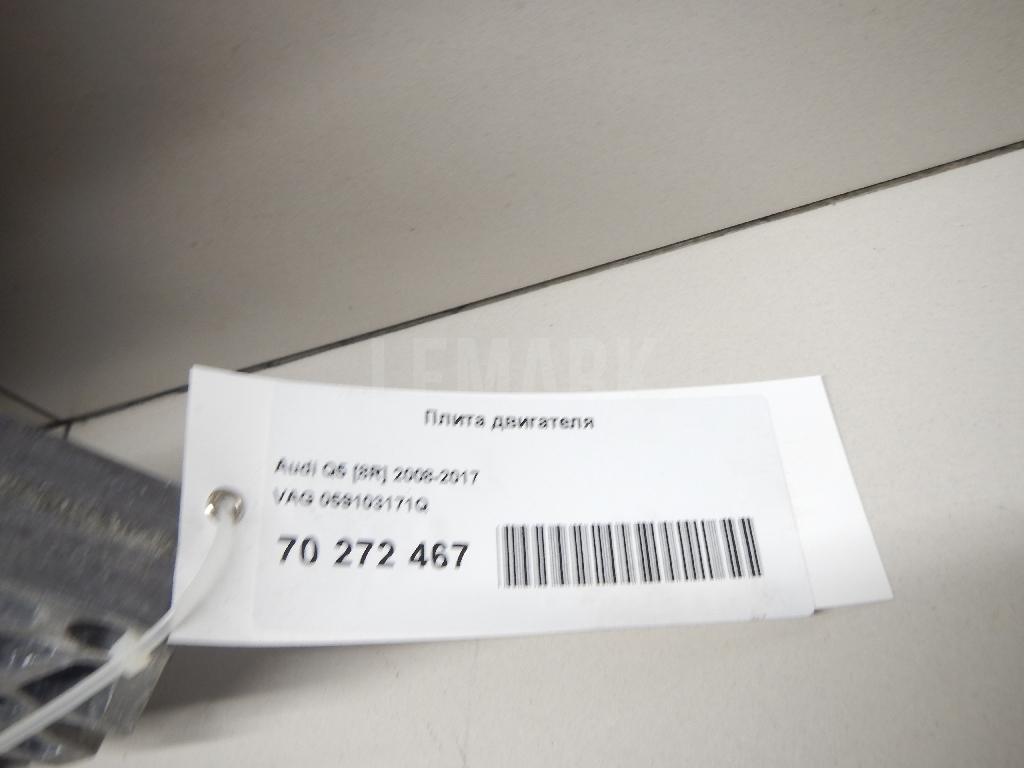 LEMARK
Плита двигателя
Audi Q5 [8R] 2008-2017
VAG 059103171Q
70 272 467